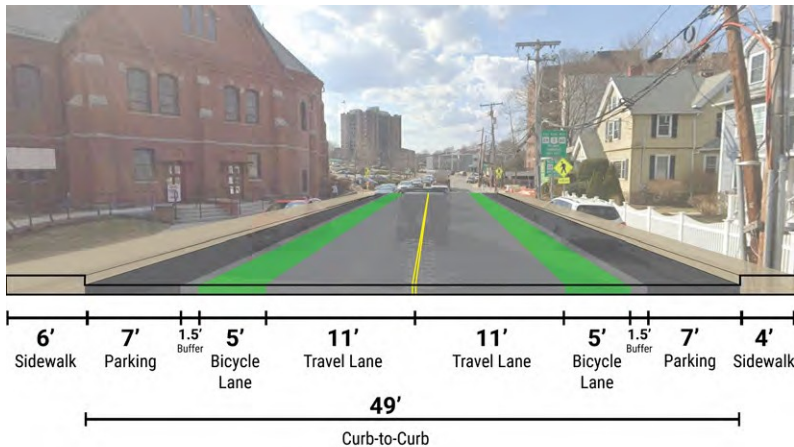 6’
Sidewalk
7’
Parking
1.5’
Buffer
5’
Bicycle
Lane
11’
Travel Lane
11’
Travel Lane
5’
Bicycle
Lane
1.5’
Buffer
7’
Parking
4’
Sidewalk
49’
Curb-to-Curb